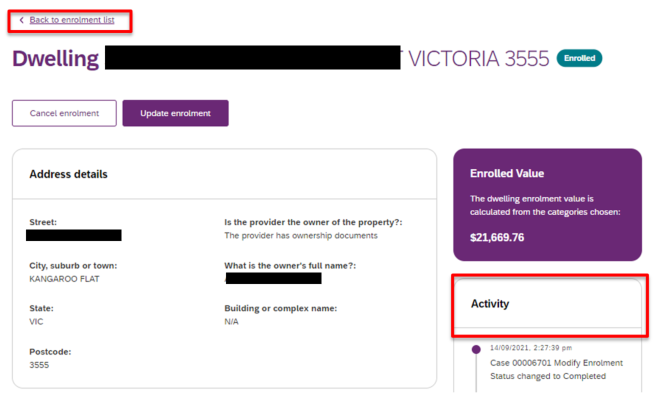 Back to enrolment list
Dwelling VICTORIA 3555 Enrolled
Cancel enrolment Update enrolment
Address details
Street:
Is the provider the owner of the property?:
The provider has ownership documents
City, suburb or town:
KANGAROO FLAT
What is the owner's full name?:
State:
VIC
Building or complex name:
N/A
Postcode:
3555
Enrolled Value
The dwelling enrolment value is
calculated from the categories chosen:
$21,669.76
Activity
14/09/2021, 2:27:39 pm
Case 00006701 Modify Enrolment
Status changed to Completed